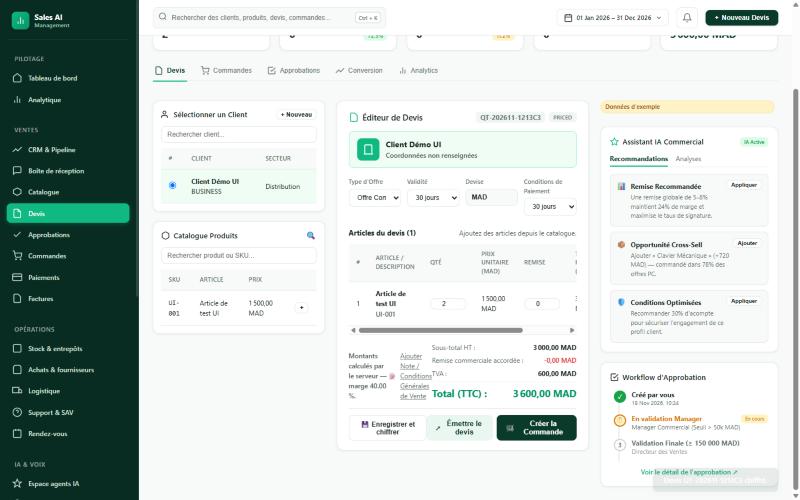 Sales AI
Management
PILOTAGE
Tableau de bord
Analytique
VENTES
CRM & Pipeline
Boîte de réception
Catalogue
Devis
Approbations
Commandes
Paiements
Factures
OPÉRATIONS
Stock & entrepôts
Achats & fournisseurs
Logistique
Support & SAV
Rendez-vous
IA & VOIX
Espace agents IA
Rechercher des clients, produits, devis, commandes...
Ctrl + K
01 Jan 2026 – 31 Dec 2026
+ Nouveau Devis
Devis
Commandes
Approbations
Conversion
Analytics
Sélectionner un Client
+ Nouveau
Rechercher client...
# CLIENT SECTEUR
Client Démo UI
BUSINESS
Distribution
Catalogue Produits
Rechercher produit ou SKU...
SKU ARTICLE PRIX
UI-001
Article de test UI
1 500,00 MAD
+
Éditeur de Devis
QT-202611-1213C3
PRICED
Client Démo UI
Coordonnées non renseignées
Type d'Offre
Validité
Devise
Conditions de Paiement
Offre Com
30 jours
MAD
30 jours
Articles du devis (1)
Ajoutez des articles depuis le catalogue.
#
ARTICLE / DESCRIPTION
QTÉ
PRIX UNITAIRE (MAD)
REMISE
1
Article de test UI
UI-001
2
1 500,00 MAD
0
Montants calculés par le serveur — marge 40.00 %.
Ajouter Note / Conditions Générales de Vente
Sous-total HT :
3 000,00 MAD
Remise commerciale accordée :
-0,00 MAD
TVA :
600,00 MAD
Total (TTC) :
3 600,00 MAD
Enregistrer et chiffrer
Émettre le devis
Créer la Commande
Données d'exemple
Assistant IA Commercial
IA Active
Recommandations
Analyses
Remise Recommandée
Appliquer
Une remise globale de 5–8%
maintient 24% de marge et
maximise le taux de signature.
Opportunité Cross-Sell
Ajouter
Ajouter « Clavier Mécanique » (+720
MAD) — commandé dans 78% des
offres PC.
Conditions Optimisées
Appliquer
Recommander 30% d'acompte
pour sécuriser l'engagement de ce
profil client.
Workflow d'Approbation
Créé par vous
18 Nov 2026, 10:24
En validation Manager
En cours
Manager Commercial (Seuil > 50k MAD)
3
Validation Finale (≥ 150 000 MAD)
Directeur des Ventes
Voir le détail de l'approbation ↗
Devis QT-202611-1213C3 chiffré.